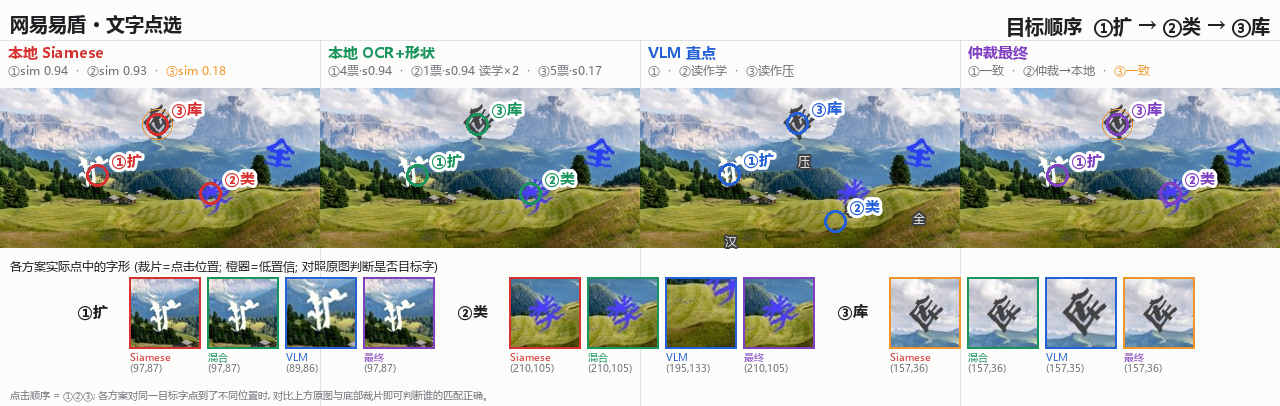 网易易盾·文字点选
目标顺序 ①扩 → ②类 → ③库
本地 Siamese
①sim 0.94 · ②sim 0.93 · ③sim 0.18
本地 OCR+形状
①4票·s0.94 · ②1票·s0.94 读学×2 · ③5票·s0.17
VLM 直点
① · ②读作学 · ③读作压
仲裁最终
①一致 · ②仲裁→本地 · ③一致
③库
①扩
②类
全
③库
①扩
②类
全
③库
①扩
压
②类
全
汉
③库
①扩
②类
全
各方案实际点中的字形 (裁片=点击位置; 橙圈=低置信; 对照原图判断是否目标字)
①扩
Siamese
(97,87)
混合
(97,87)
VLM
(89,86)
最终
(97,87)
②类
Siamese
(210,105)
混合
(210,105)
VLM
(195,133)
最终
(210,105)
③库
Siamese
(157,36)
混合
(157,36)
VLM
(157,35)
最终
(157,36)
点击顺序 = ①②③; 各方案对同一目标字点到了不同位置时, 对比上方原图与底部裁片即可判断谁的匹配正确。